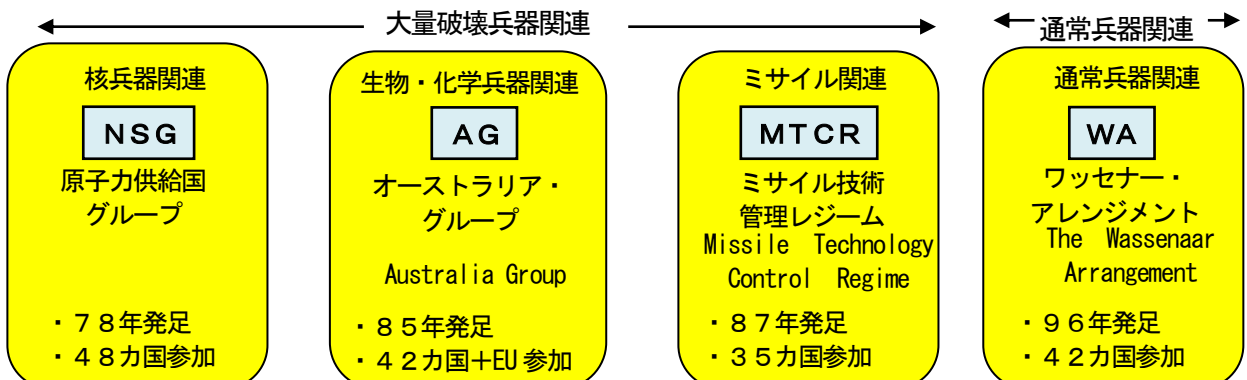 大量破壊兵器関連
通常兵器関連
核兵器関連
NSG
原子力供給国
グループ
・78年発足
・48カ国参加
生物・化学兵器関連
AG
オーストラリア・
グループ
Australia Group
・85年発足
・42カ国+EU参加
ミサイル関連
MTCR
ミサイル技術
管理レジーム
Missile Technology
Control Regime
・87年発足
・35カ国参加
通常兵器関連
WA
ワッセナー・
アレンジメント
The Wassenaar
Arrangement
・96年発足
・42カ国参加